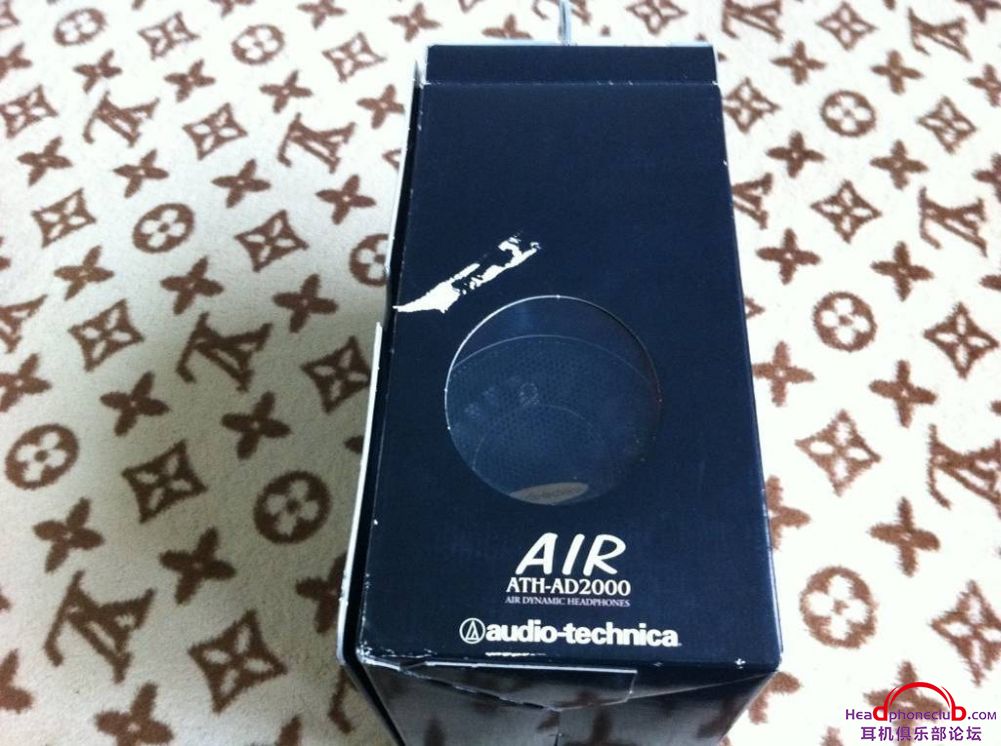 AIR
ATH-AD2000
AIR DYNAMIC HEADPHONES
audio-technica
HeadphoneclUb.com
耳机俱乐部论坛